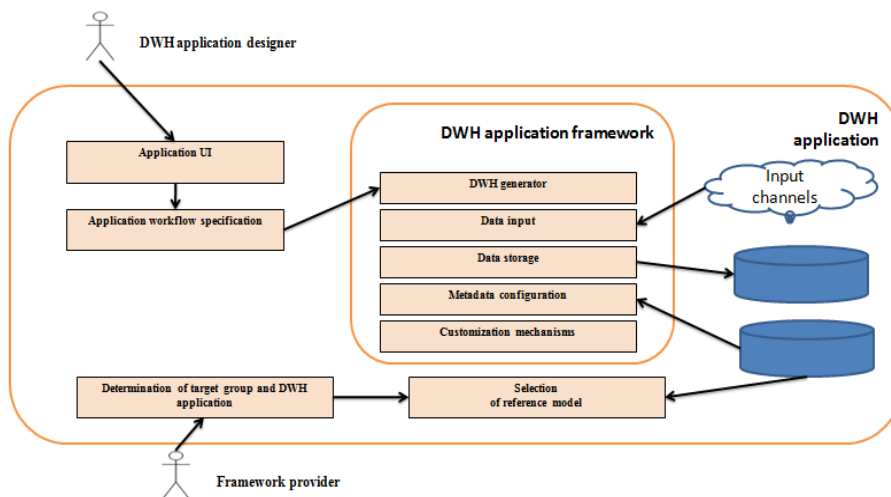 DWH application designer
DWH application framework
DWH
application
Application UI
Input
channels
DWH generator
Application workflow specification
Data input
Data storage
Metadata configuration
Customization mechanisms
Determination of target group and DWH
application
Selection
of reference model
Framework provider